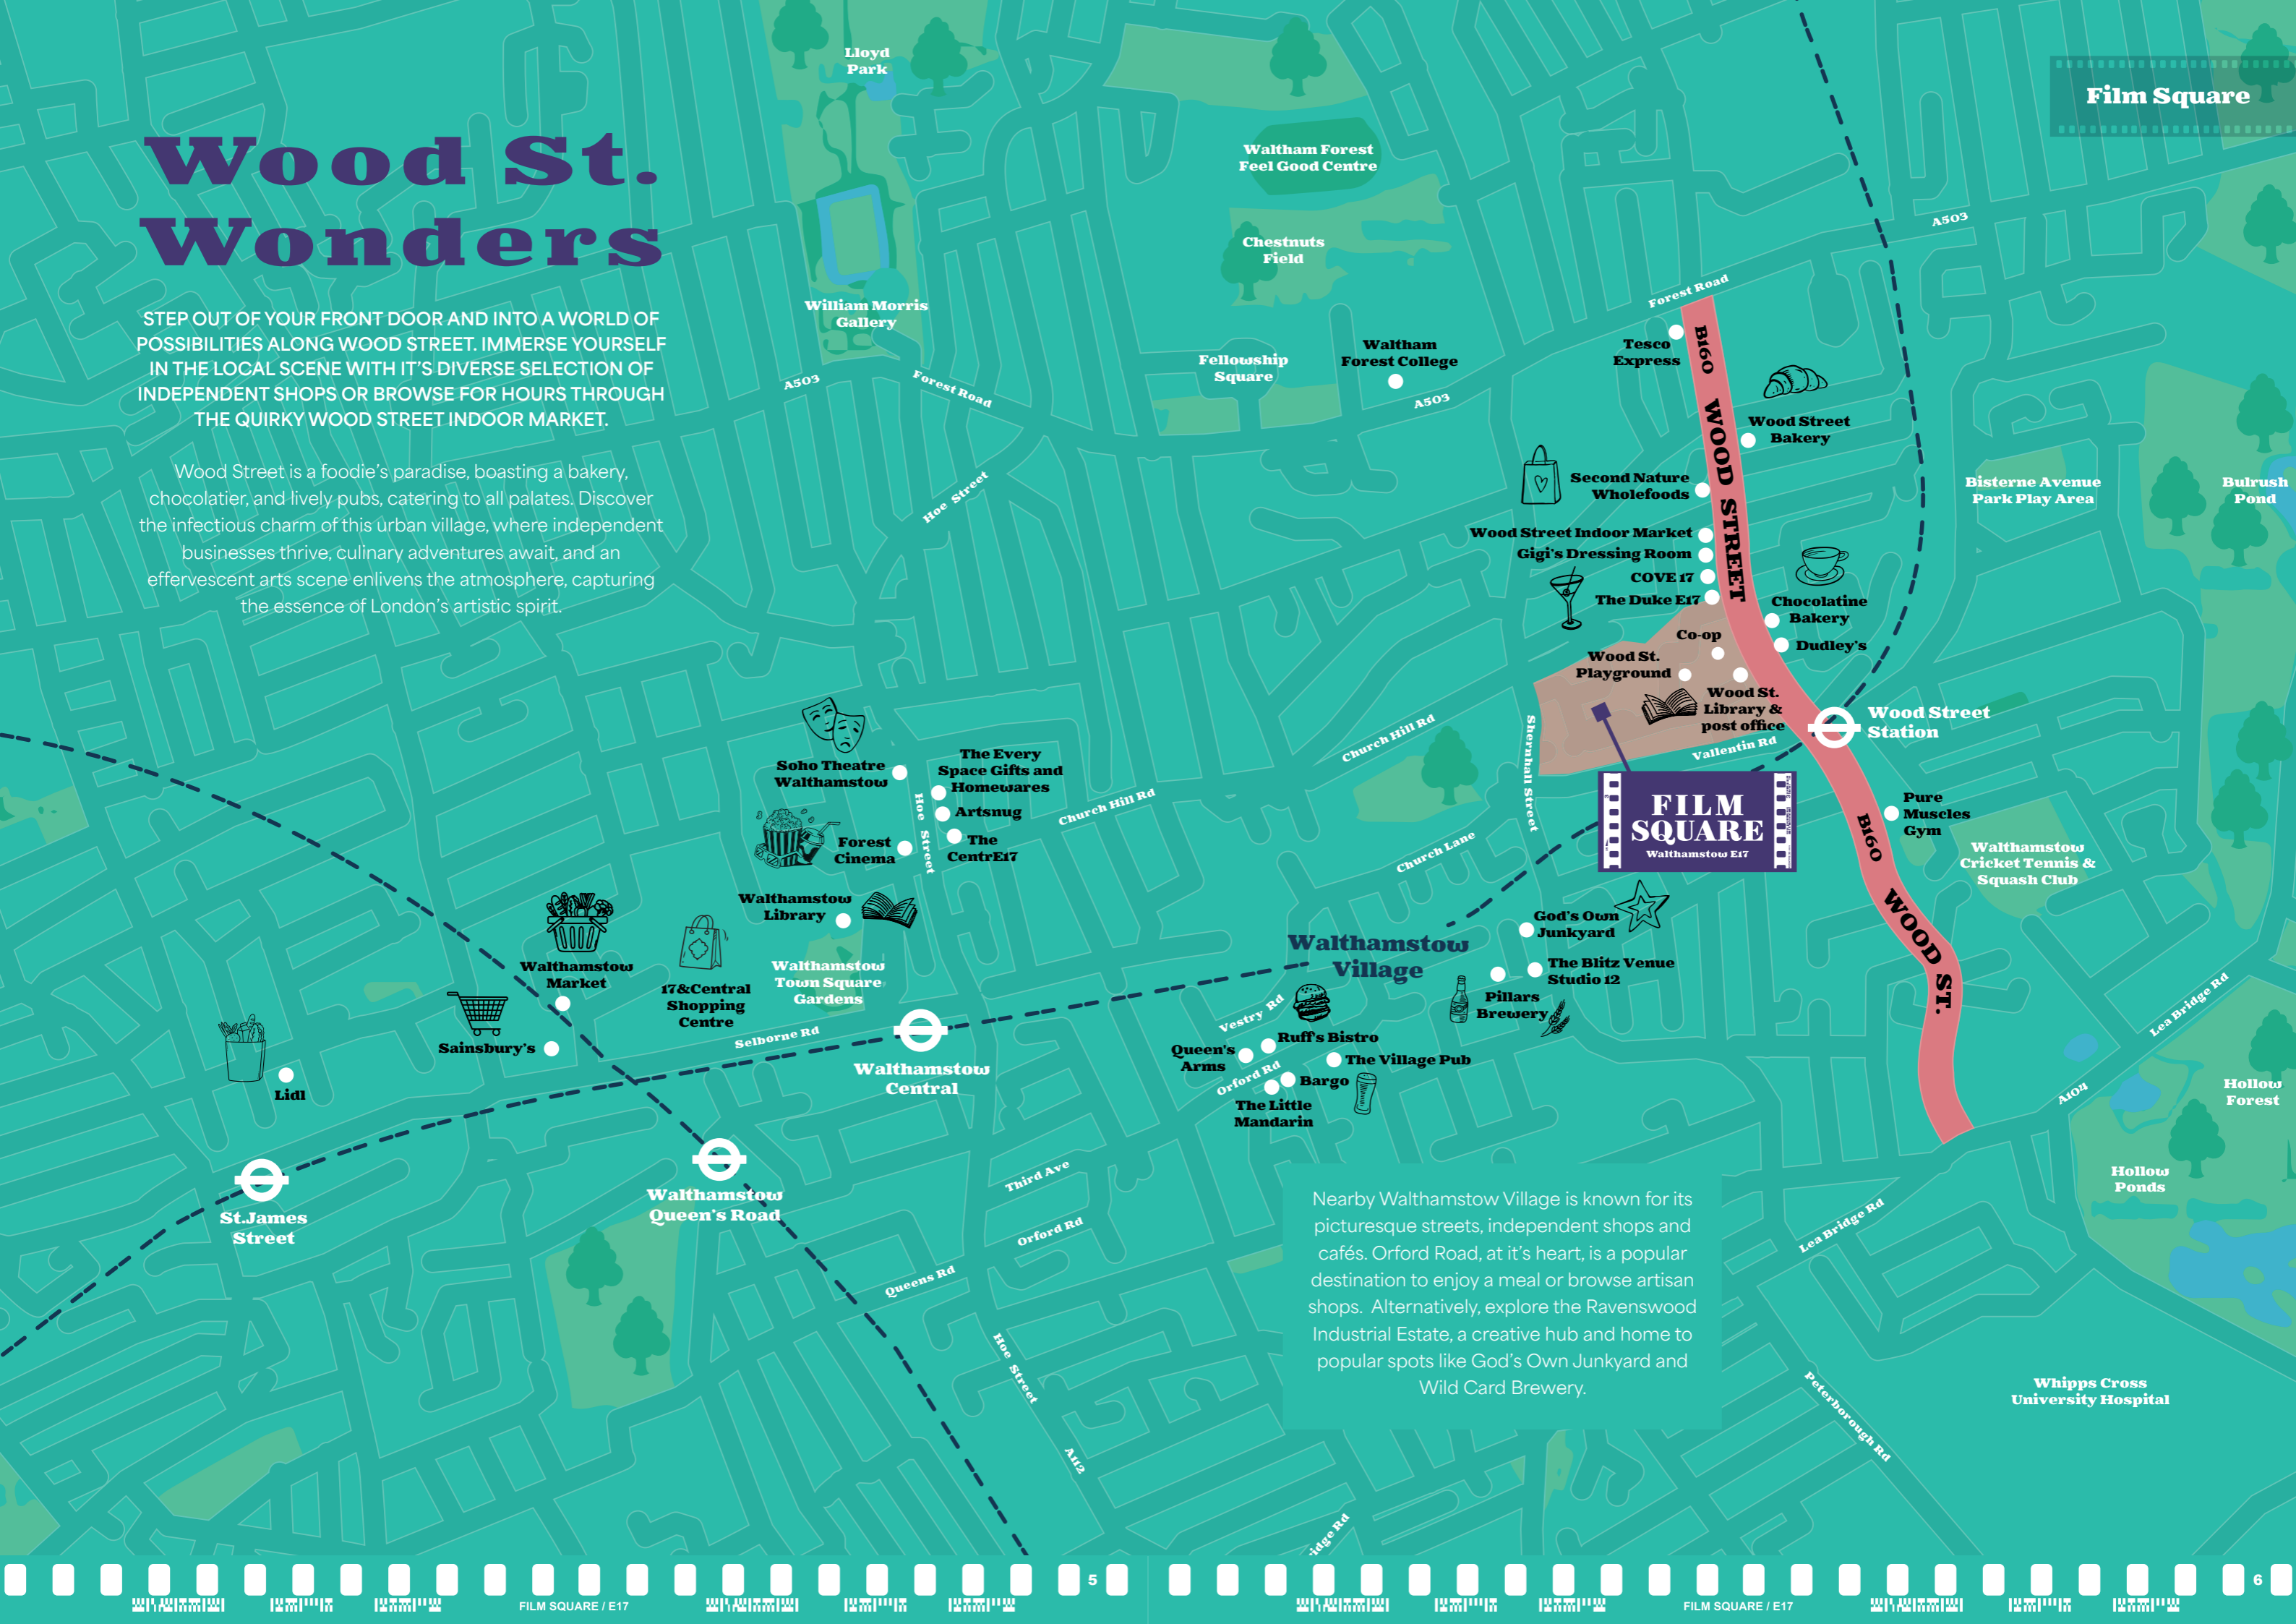 Film Square
Wood St.
Wonders
STEP OUT OF YOUR FRONT DOOR AND INTO A WORLD OF
POSSIBILITIES ALONG WOOD STREET. IMMERSE YOURSELF
IN THE LOCAL SCENE WITH IT'S DIVERSE SELECTION OF
INDEPENDENT SHOPS OR BROWSE FOR HOURS THROUGH
THE QUIRKY WOOD STREET INDOOR MARKET.
Wood Street is a foodie's paradise, boasting a bakery,
chocolatier, and lively pubs, catering to all palates. Discover
the infectious charm of this urban village, where independent
businesses thrive, culinary adventures await, and an
effervescent arts scene enlivens the atmosphere, capturing
the essence of London's artistic spirit.
Lloyd
Park
William Morris
Gallery
A503
Forest Road
Hoe Street
Waltham Forest
Feel Good Centre
Chestnuts
Field
Fellowship
Square
Waltham
Forest College
A503
Forest Road
A503
Tesco
Express
B160
WOOD STREET
Wood Street
Bakery
Second Nature
Wholefoods
Wood Street Indoor Market
Gigi's Dressing Room
COVE 17
The Duke E17
Chocolatine
Bakery
Dudley's
Co-op
Wood St.
Playground
Wood St.
Library &
post office
Vallentin Rd
Wood Street
Station
Bisterne Avenue
Park Play Area
Bulrush
Pond
Shernhall Street
Church Hill Rd
Church Lane
FILM
SQUARE
Walthamstow E17
Pure
Muscles
Gym
B160
WOOD ST.
Walthamstow
Cricket Tennis &
Squash Club
Soho Theatre
Walthamstow
The Every
Space Gifts and
Homewares
Artsnug
The
CentrE17
Hoe Street
Church Hill Rd
Forest
Cinema
Walthamstow
Library
Walthamstow
Town Square
Gardens
17&Central
Shopping
Centre
Walthamstow
Market
Sainsbury's
Lidl
Selborne Rd
Walthamstow
Central
St.James
Street
Walthamstow
Queen's Road
Walthamstow
Village
God's Own
Junkyard
The Blitz Venue
Studio 12
Pillars
Brewery
Vestry Rd
Ruff's Bistro
Queen's
Arms
The Village Pub
Orford Rd
Bargo
The Little
Mandarin
Third Ave
Orford Rd
Queens Rd
Hoe Street
A112
Lea Bridge Rd
A104
Hollow
Forest
Hollow
Ponds
Lea Bridge Rd
Whipps Cross
University Hospital
Peterborough Rd
Nearby Walthamstow Village is known for its
picturesque streets, independent shops and
cafés. Orford Road, at it's heart, is a popular
destination to enjoy a meal or browse artisan
shops. Alternatively, explore the Ravenswood
Industrial Estate, a creative hub and home to
popular spots like God's Own Junkyard and
Wild Card Brewery.
Rd
5
6
FILM SQUARE / E17
FILM SQUARE / E17